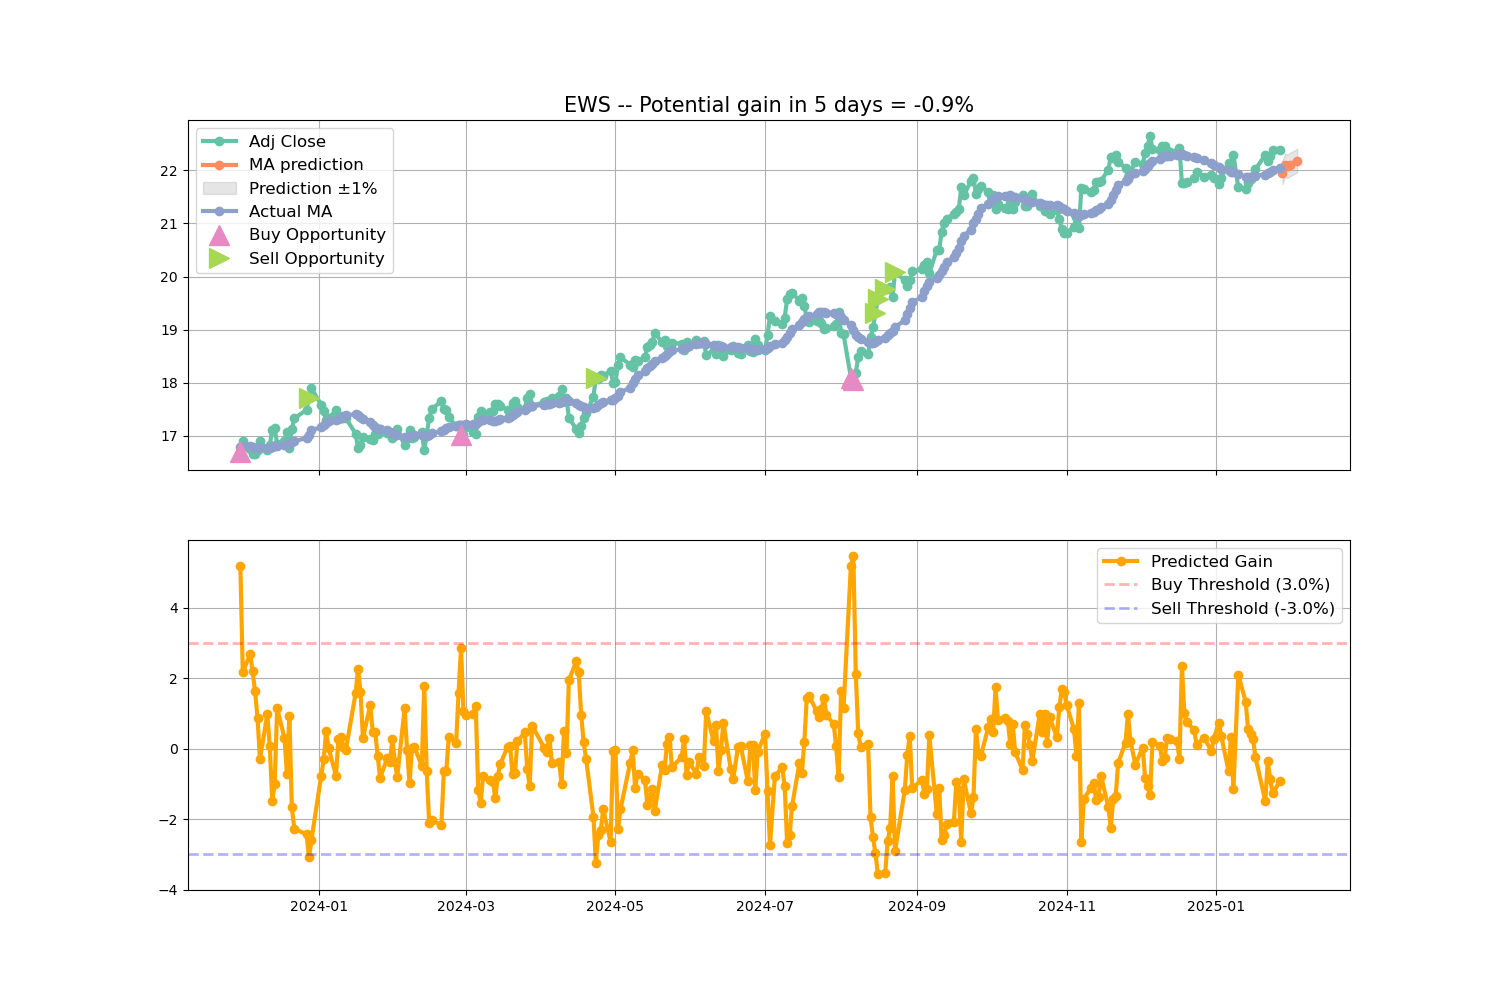 EWS -- Potential gain in 5 days = -0.9%
Adj Close
MA prediction
Prediction ±1%
Actual MA
Buy Opportunity
Sell Opportunity
22
21
20
19
18
17
Predicted Gain
Buy Threshold (3.0%)
Sell Threshold (-3.0%)
4
2
0
−2
−4
2024-01 2024-03 2024-05 2024-07 2024-09 2024-11 2025-01